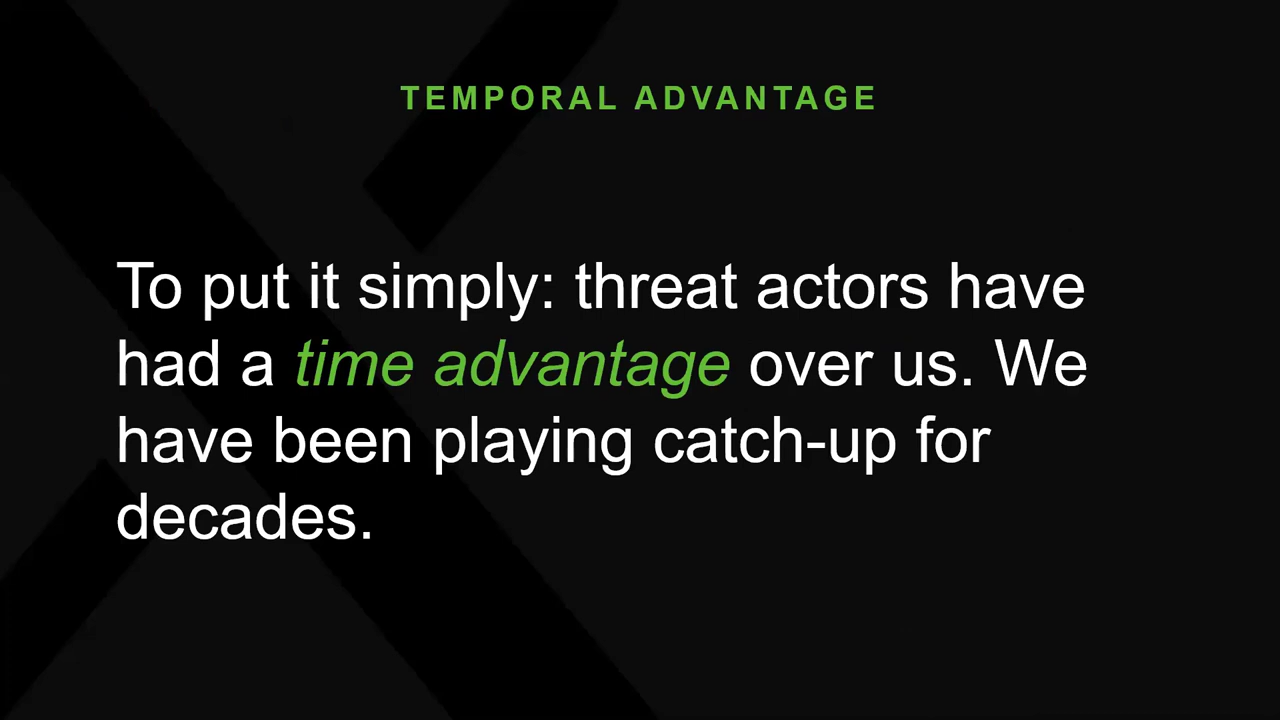 TEMPORAL ADVANTAGE
To put it simply: threat actors have
had a time advantage over us. We
have been playing catch-up for
decades.